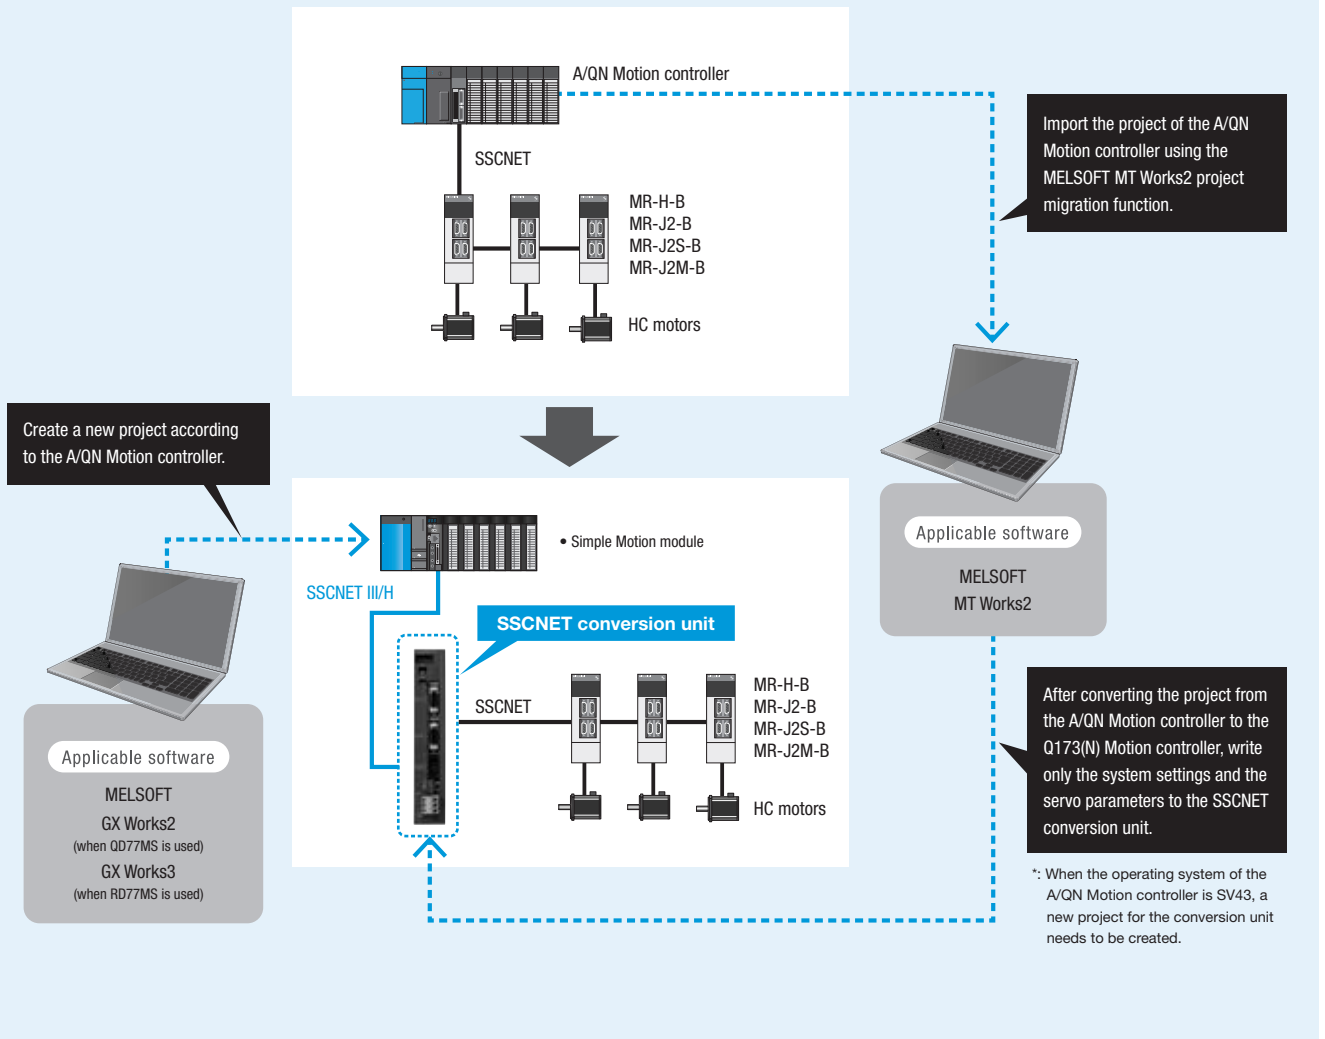 A/QN Motion controller
SSCNET
MR-H-B
MR-J2-B
MR-J2S-B
MR-J2M-B
HC motors
Import the project of the A/QN
Motion controller using the
MELSOFT MT Works2 project
migration function.
Create a new project according
to the A/QN Motion controller.
• Simple Motion module
SSCNET III/H
SSCNET conversion unit
SSCNET
MR-H-B
MR-J2-B
MR-J2S-B
MR-J2M-B
HC motors
Applicable software
MELSOFT
MT Works2
Applicable software
MELSOFT
GX Works2
(when QD77MS is used)
GX Works3
(when RD77MS is used)
After converting the project from
the A/QN Motion controller to the
Q173(N) Motion controller, write
only the system settings and the
servo parameters to the SSCNET
conversion unit.
*: When the operating system of the
A/QN Motion controller is SV43, a
new project for the conversion unit
needs to be created.